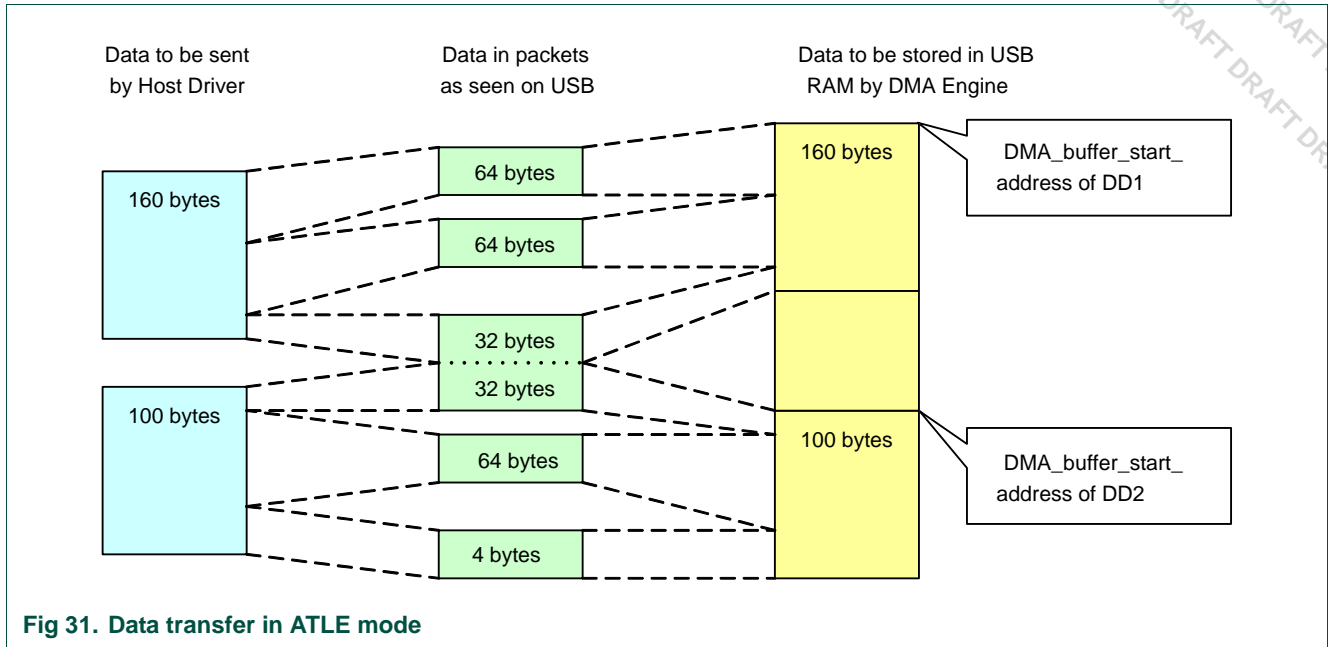 Data to be sent
by Host Driver
Data in packets
as seen on USB
Data to be stored in USB
RAM by DMA Engine
160 bytes
100 bytes
64 bytes
64 bytes
32 bytes
32 bytes
64 bytes
4 bytes
160 bytes
100 bytes
DMA_buffer_start_
address of DD1
DMA_buffer_start_
address of DD2
Fig 31. Data transfer in ATLE mode
DRAFT
DRAFT DRAFT DR